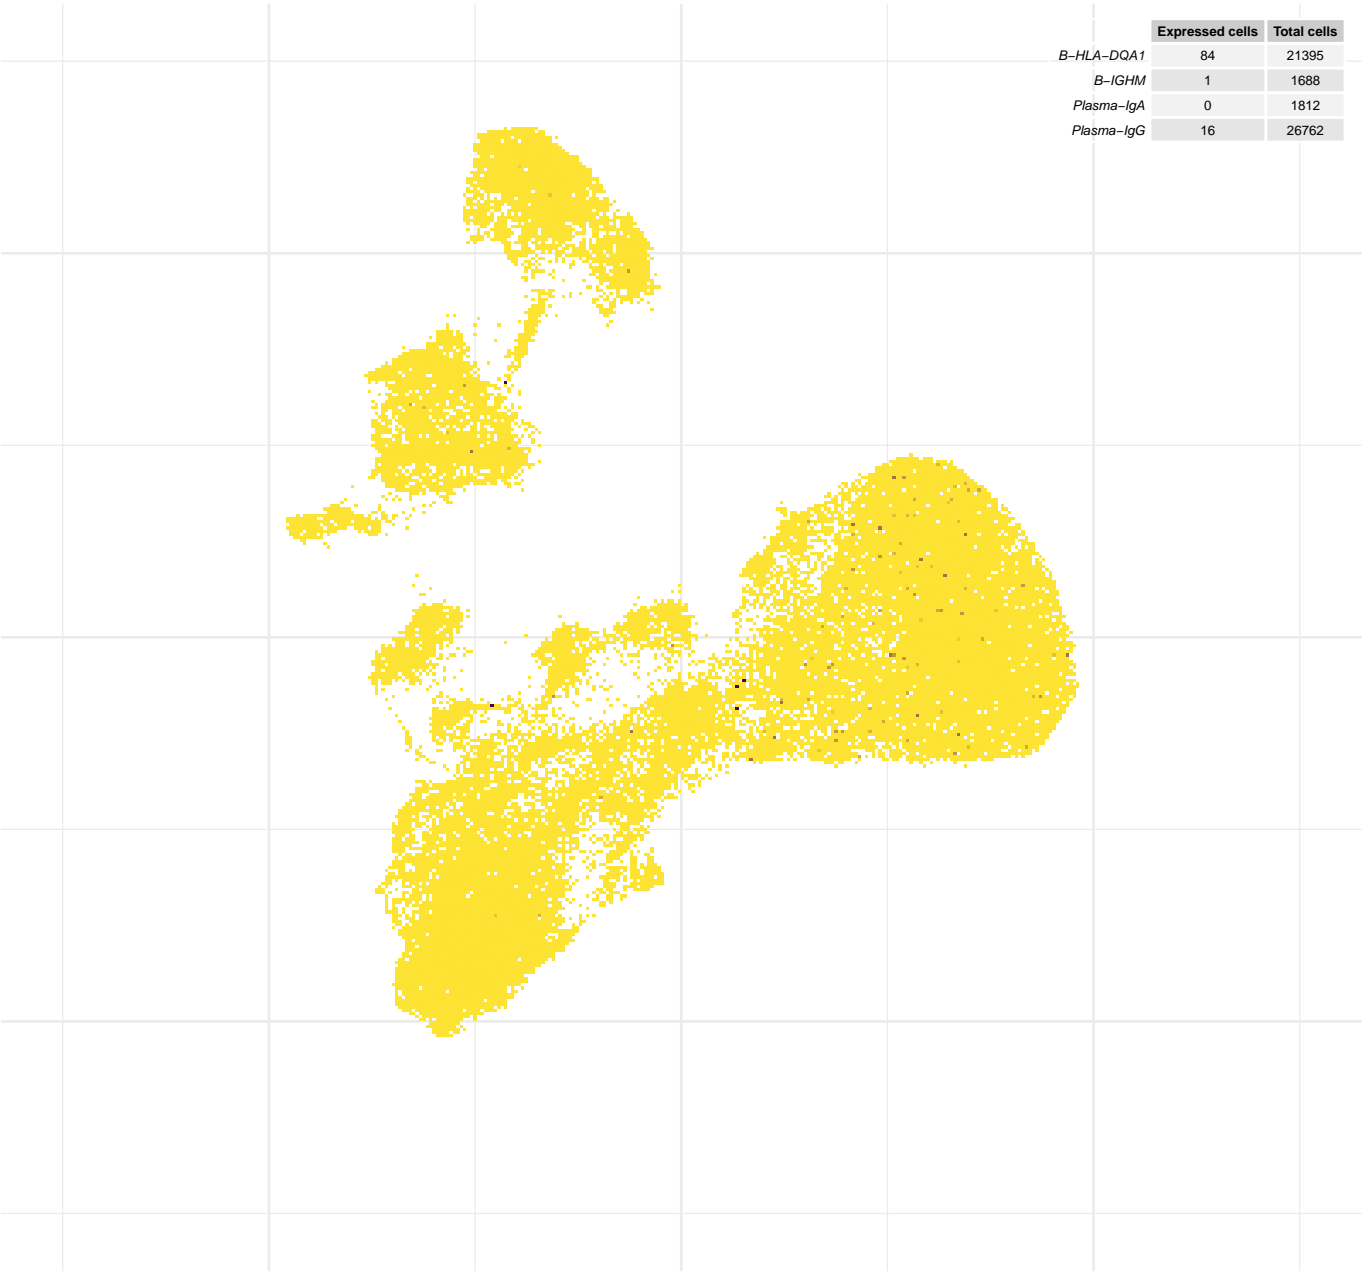 Expressed cells Total cells
B−HLA−DQA1 84 21395
B−IGHM 1 1688
Plasma−IgA 0 1812
Plasma−IgG 16 26762